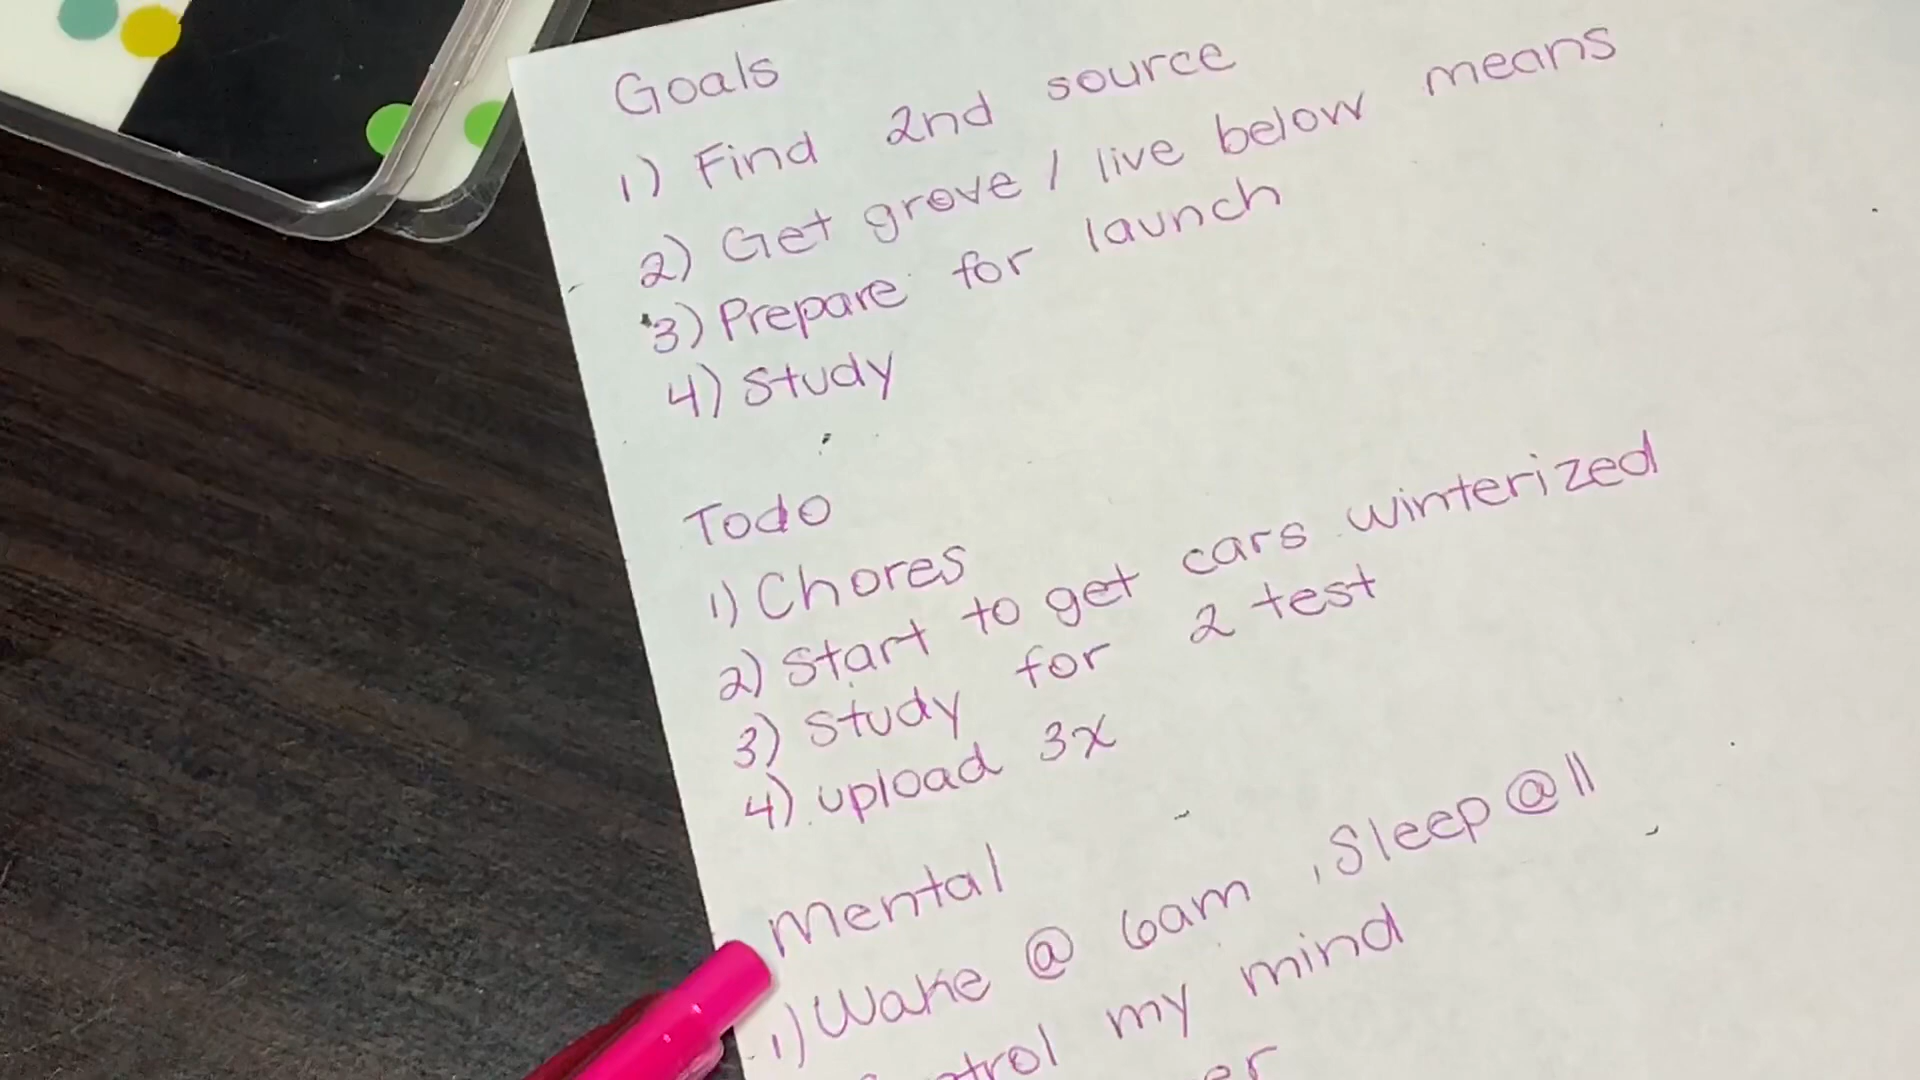 Goals
1) Find 2nd source
2) Get grove / live below means
3) Prepare for launch
4) Study
Todo
1) Chores
2) Start to get cars winterized
3) Study for 2 test
4) upload 3x
Mental
1) Wake @ 6am , Sleep @ 11
my mind